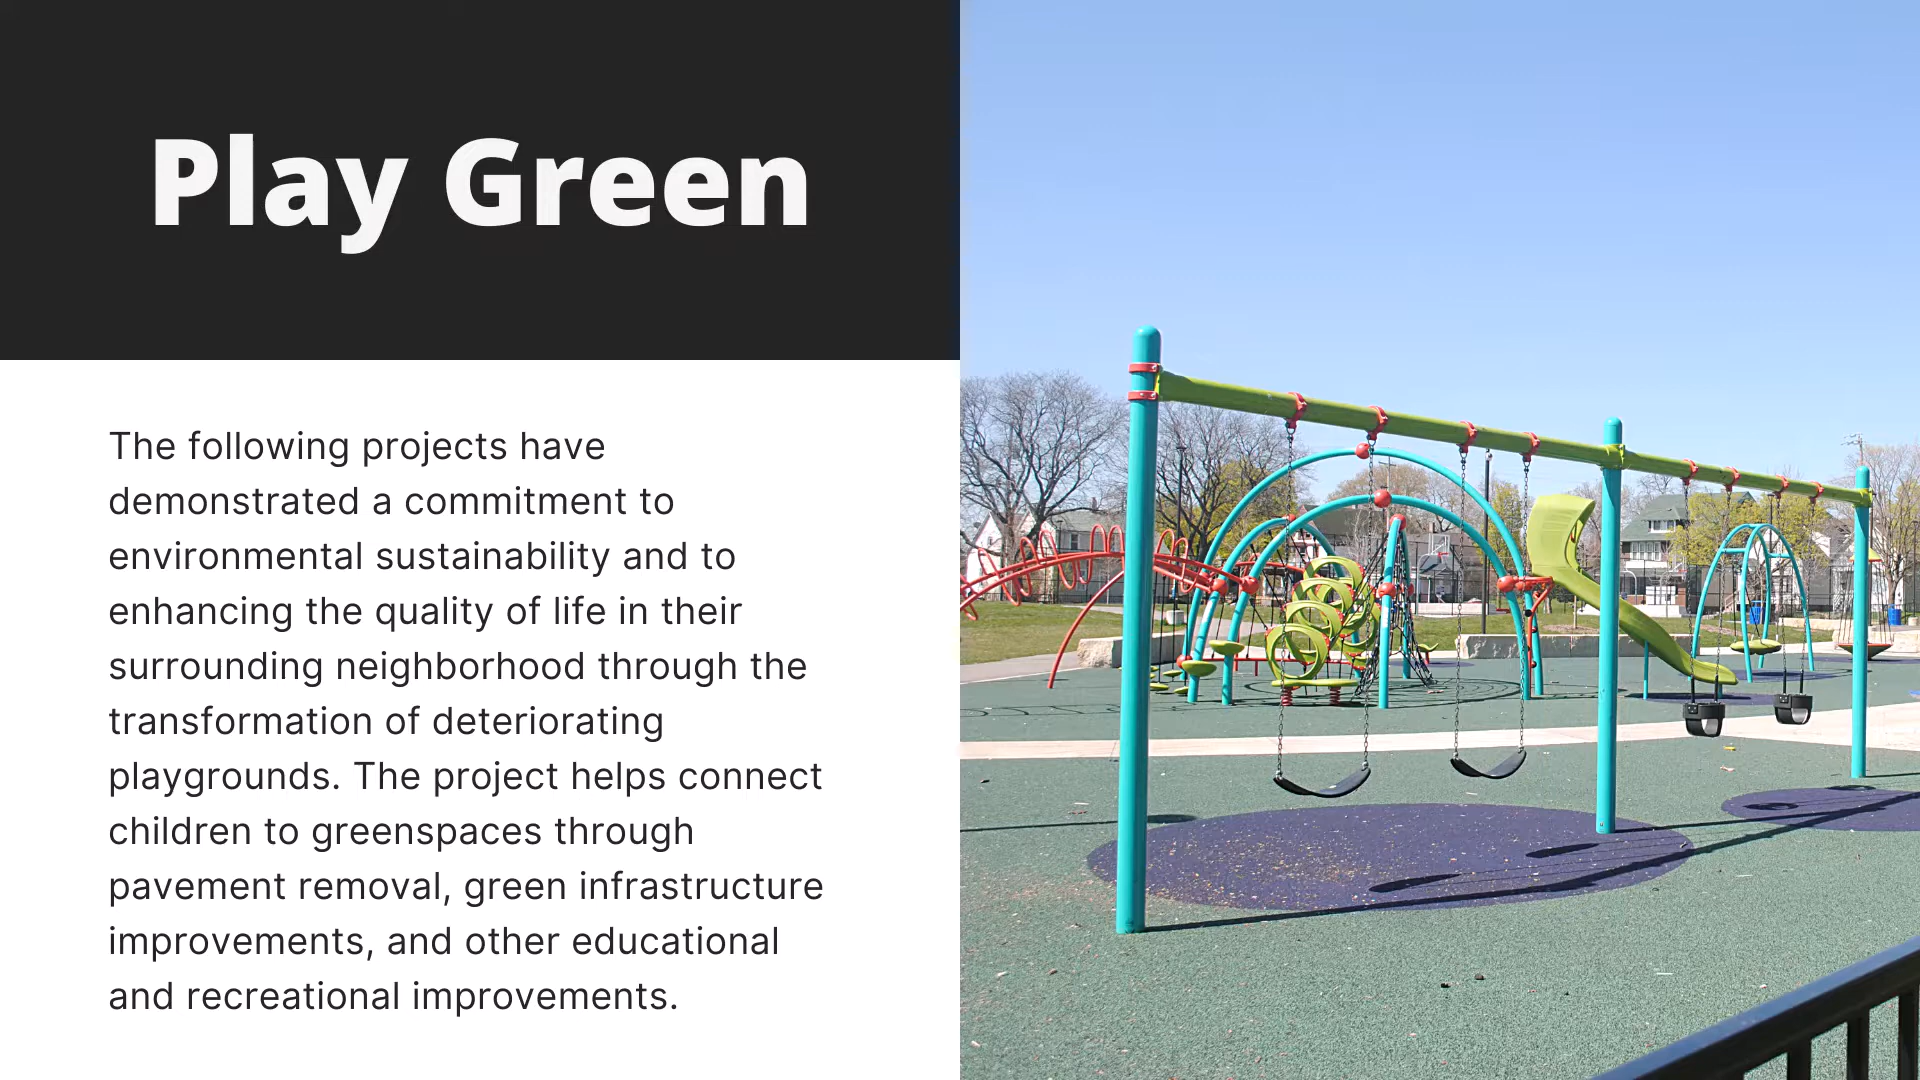 Play Green
The following projects have
demonstrated a commitment to
environmental sustainability and to
enhancing the quality of life in their
surrounding neighborhood through the
transformation of deteriorating
playgrounds. The project helps connect
children to greenspaces through
pavement removal, green infrastructure
improvements, and other educational
and recreational improvements.